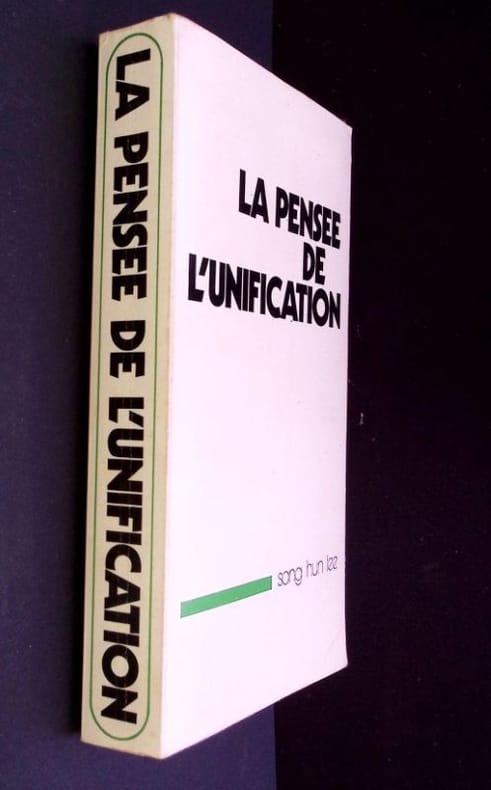 LA PENSEE DE L'UNIFICATION
LA PENSEE
DE
L'UNIFICATION
sang hun lee